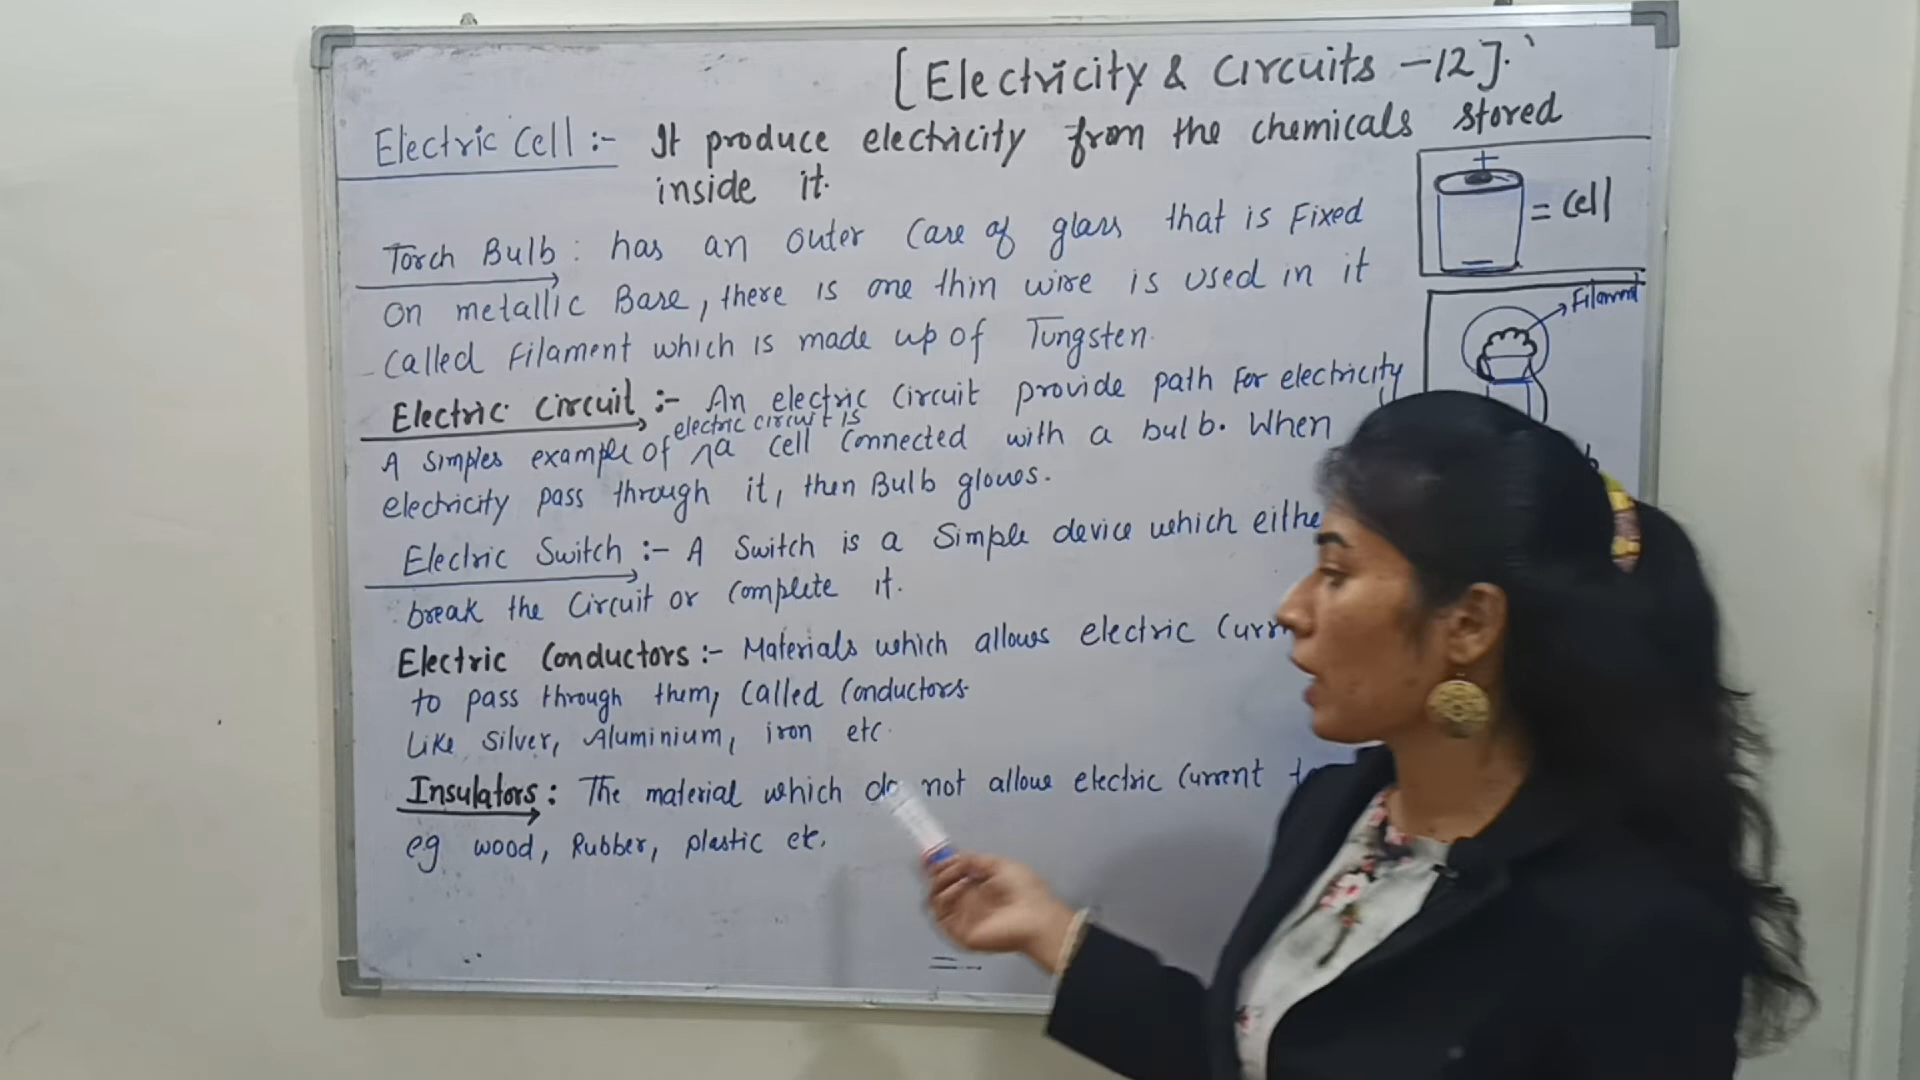 [Electricity & Circuits -12].
Electric Cell :- It produce electricity from the chemicals stored
inside it.
+
= Cell
Torch Bulb : has an outer Case of glass that is Fixed
on metallic Base, there is one thin wire is used in it
Filament
Called Filament which is made up of Tungsten.
Electric Circuit :- An electric Circuit provide path for electricity
electric circuit is
A simples example of a cell Connected with a bulb. When
electricity pass through it, then Bulb glows.
Electric Switch :- A Switch is a Simple device which eithe
break the Circuit or Complete it.
Electric Conductors :- Materials which allows electric Curr
to pass through them, Called Conductors.
Like Silver, Aluminium, iron etc.
Insulators : The material which do not allow electric Current
eg wood, Rubber, plastic etc.